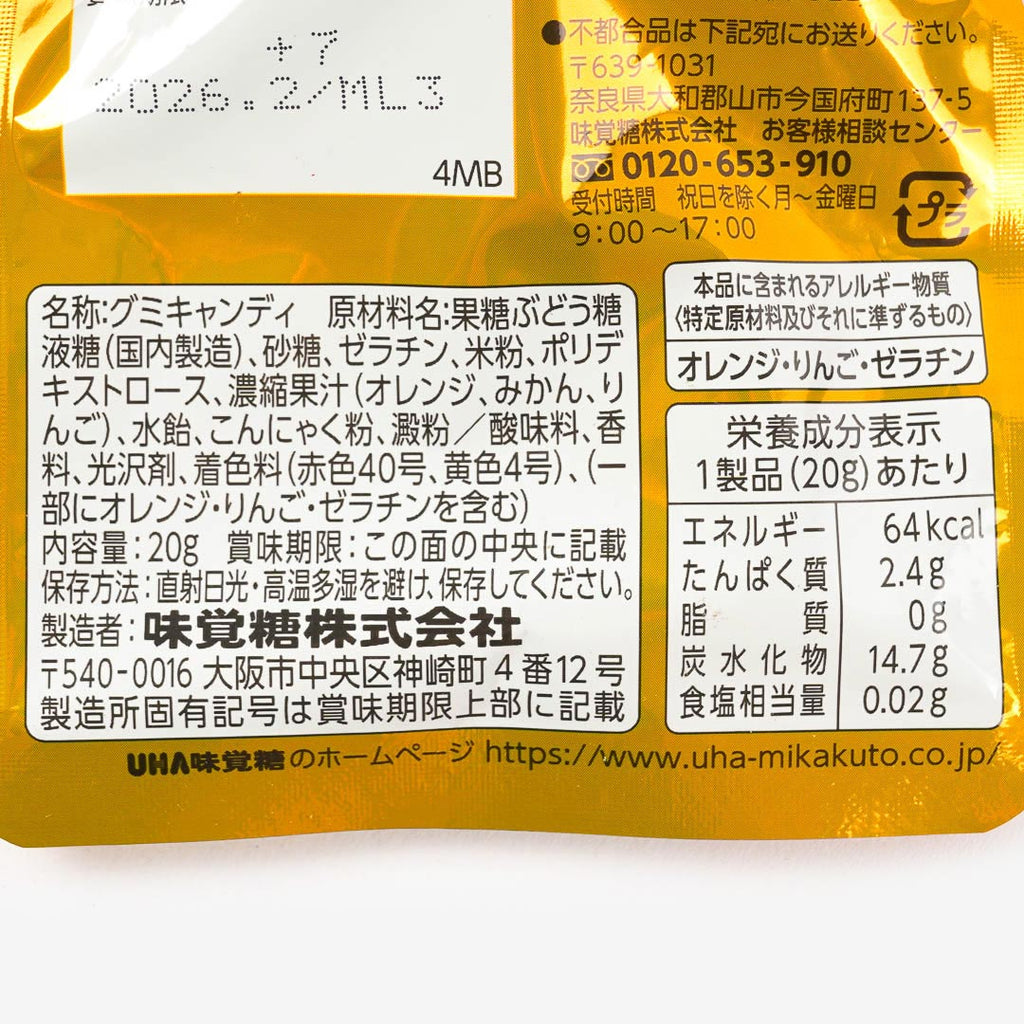 +7
2026.2/ML3
4MB
●不都合品は下記宛にお送りください。
〒639-1031
奈良県大和郡山市今国府町137-5
味覚糖株式会社 お客様相談センター
0120-653-910
受付時間 祝日を除く月～金曜日
9:00～17:00
プラ
名称:グミキャンディ 原材料名:果糖ぶどう糖
液糖(国内製造)、砂糖、ゼラチン、米粉、ポリデ
キストロース、濃縮果汁(オレンジ、みかん、り
んご)、水飴、こんにゃく粉、澱粉/酸味料、香
料、光沢剤、着色料(赤色40号、黄色4号)、(一
部にオレンジ・りんご・ゼラチンを含む)
内容量:20g 賞味期限:この面の中央に記載
保存方法:直射日光・高温多湿を避け、保存してください。
製造者:味覚糖株式会社
〒540-0016 大阪市中央区神崎町4番12号
製造所固有記号は賞味期限上部に記載
本品に含まれるアレルギー物質
〈特定原材料及びそれに準ずるもの〉
オレンジ・りんご・ゼラチン
栄養成分表示
1製品(20g)あたり
エネルギー 64kcal
たんぱく質 2.4g
脂質 0g
炭水化物 14.7g
食塩相当量 0.02g
UHA味覚糖のホームページ https://www.uha-mikakuto.co.jp/